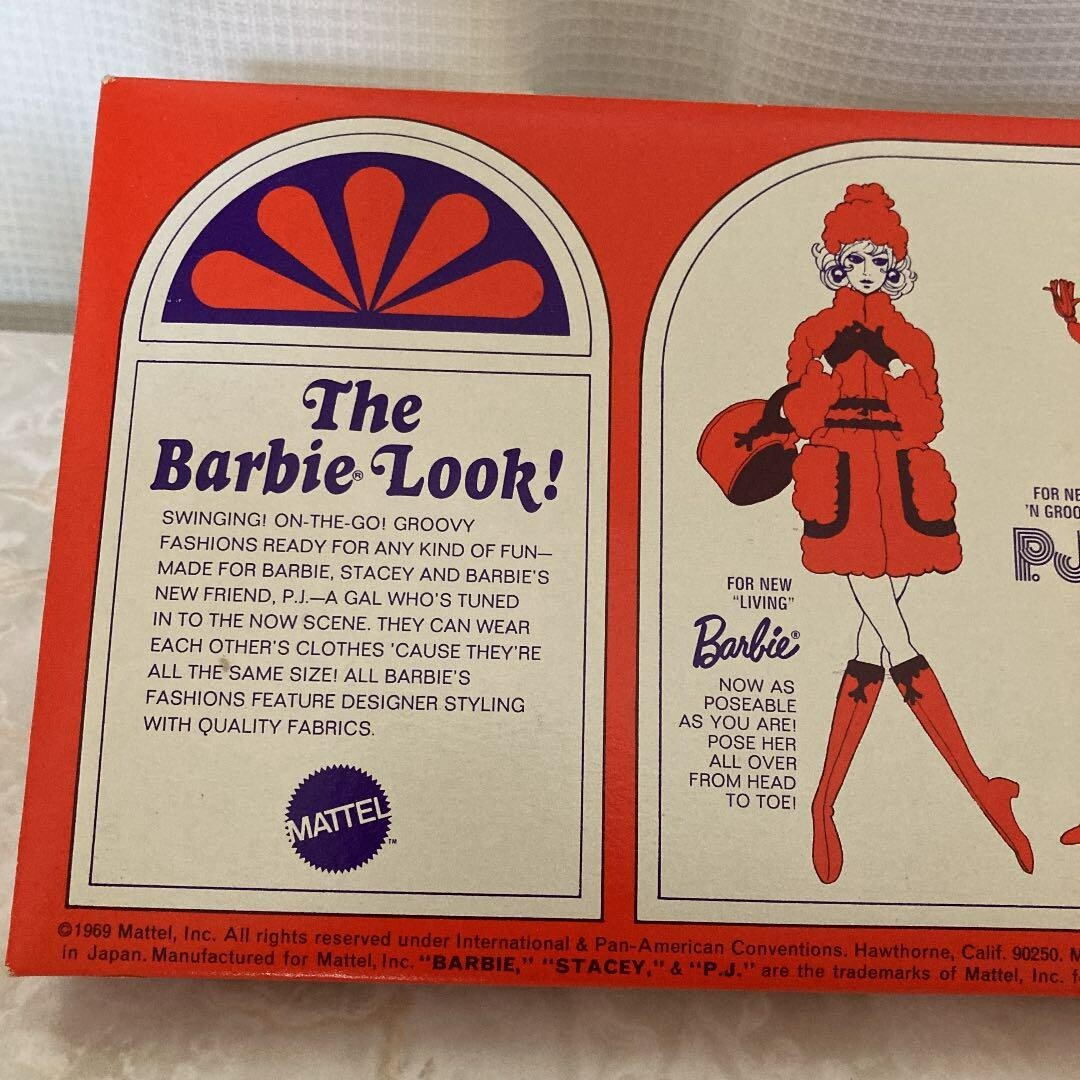 The
Barbie® Look!
SWINGING! ON-THE-GO! GROOVY
FASHIONS READY FOR ANY KIND OF FUN—
MADE FOR BARBIE, STACEY AND BARBIE'S
NEW FRIEND, P.J.—A GAL WHO'S TUNED
IN TO THE NOW SCENE. THEY CAN WEAR
EACH OTHER'S CLOTHES 'CAUSE THEY'RE
ALL THE SAME SIZE! ALL BARBIE'S
FASHIONS FEATURE DESIGNER STYLING
WITH QUALITY FABRICS.
MATTEL™
FOR NEW
"LIVING"
Barbie®
NOW AS
POSEABLE
AS YOU ARE!
POSE HER
ALL OVER
FROM HEAD
TO TOE!
FOR
'N
©1969 Mattel, Inc. All rights reserved under International & Pan-American Conventions. Hawthorne, Calif. 90250.
in Japan. Manufactured for Mattel, Inc. "BARBIE," "STACEY," & "P.J." are the trademarks of Mattel, Inc.